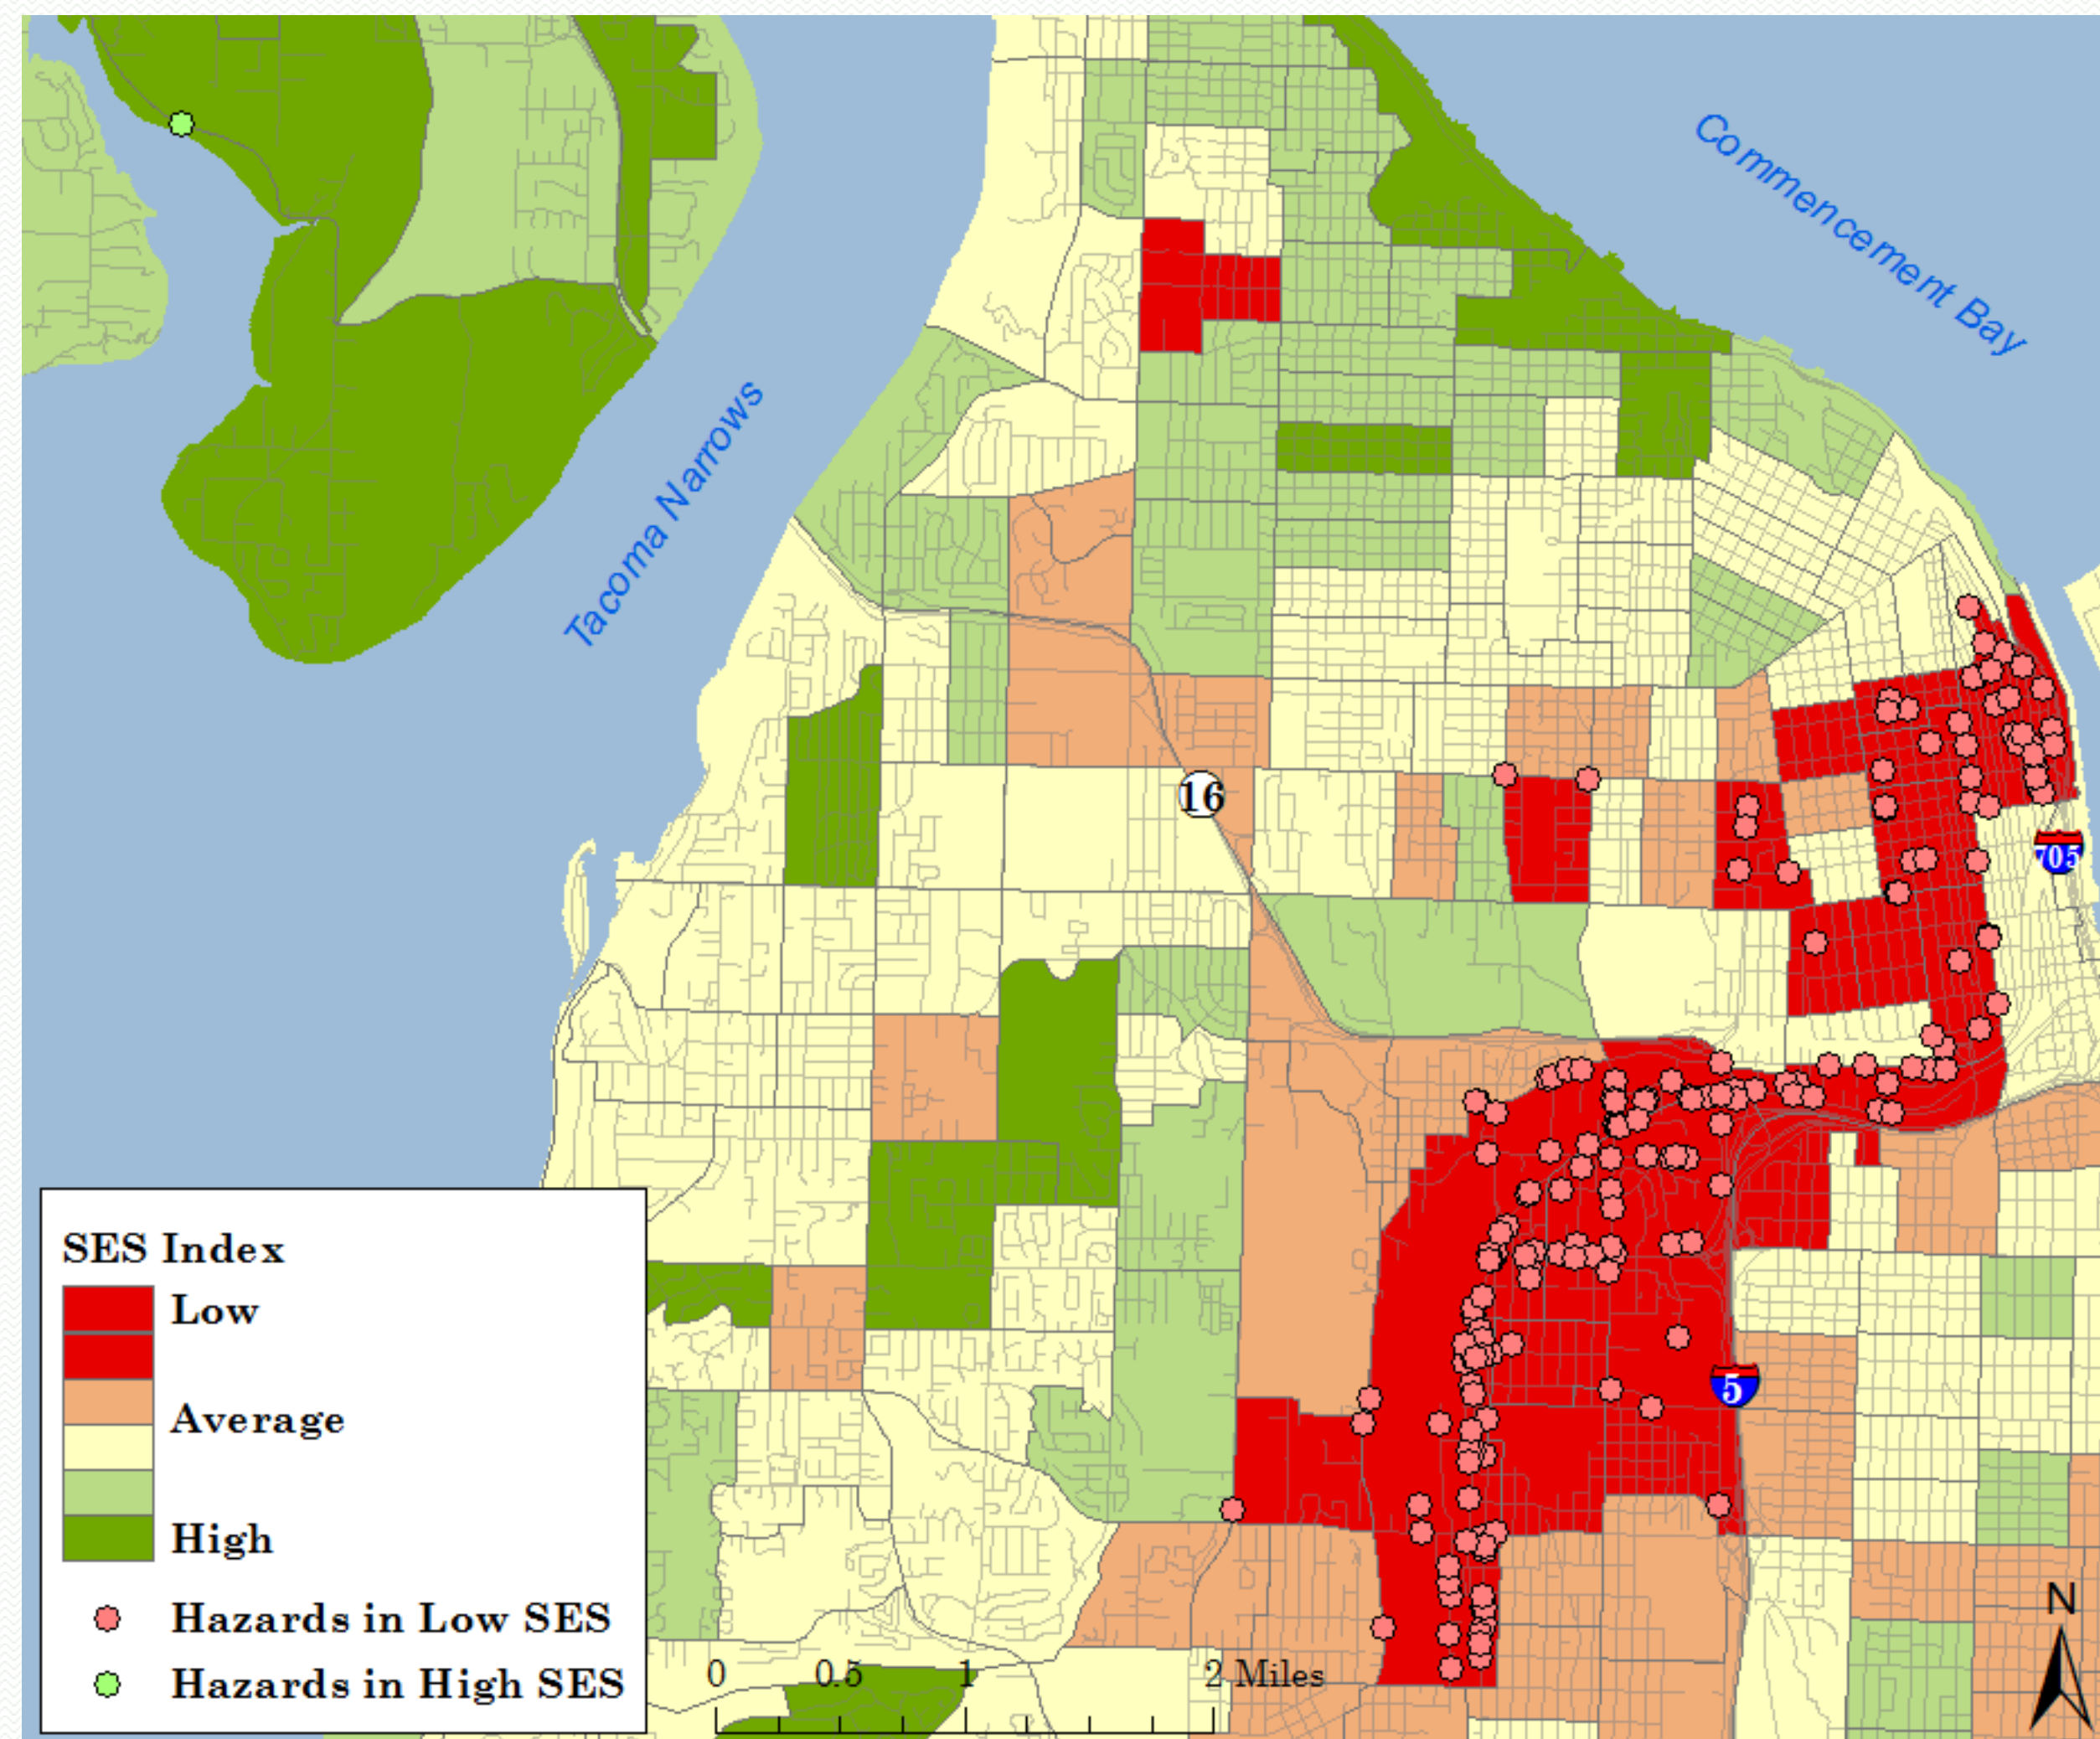 Commencement Bay
Tacoma Narrows
16
705
5
SES Index
Low
Average
High
Hazards in Low SES
Hazards in High SES
0 0.5 1 2 Miles
N